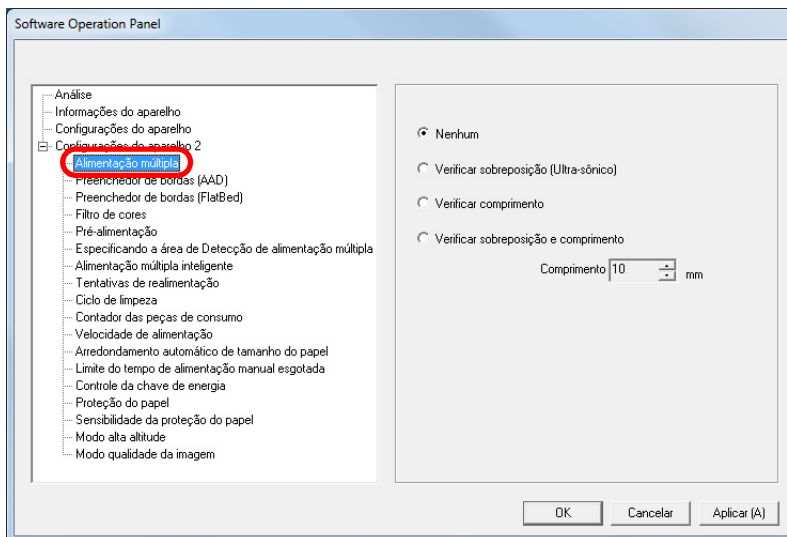 Software Operation Panel
Análise
Informações do aparelho
Configurações do aparelho
Configurações do aparelho 2
Alimentação múltipla
Preenchedor de bordas (AAD)
Preenchedor de bordas (FlatBed)
Filtro de cores
Pré-alimentação
Especificando a área de Detecção de alimentação múltipla
Alimentação múltipla inteligente
Tentativas de realimentação
Ciclo de limpeza
Contador das peças de consumo
Velocidade de alimentação
Arredondamento automático de tamanho do papel
Limite do tempo de alimentação manual esgotada
Controle da chave de energia
Proteção do papel
Sensibilidade da proteção do papel
Modo alta altitude
Modo qualidade da imagem
Nenhum
Verificar sobreposição (Ultra-sônico)
Verificar comprimento
Verificar sobreposição e comprimento
Comprimento 10 mm
OK Cancelar Aplicar (A)